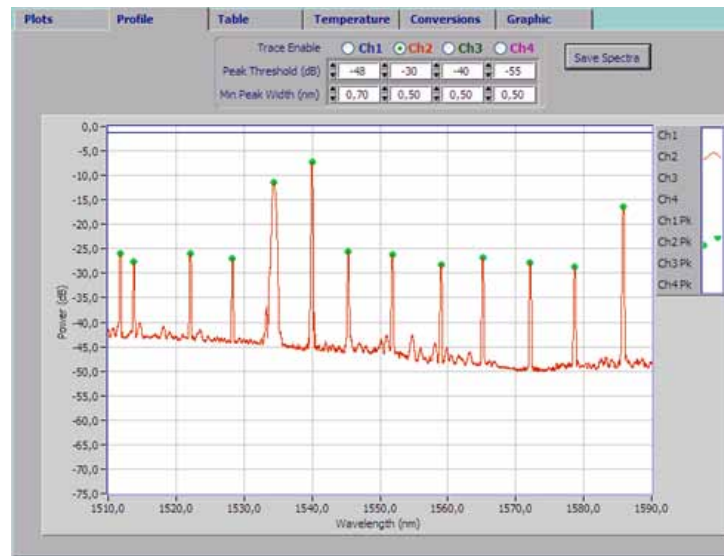 Plots Profile Table Temperature Conversions Graphic
Trace Enable Ch1 Ch2 Ch3 Ch4
Peak Threshold (dB) -48 -30 -40 -55
Min Peak Width (nm) 0,70 0,50 0,50 0,50
Save Spectra
0,0
-5,0
-10,0
-15,0
-20,0
-25,0
-30,0
-35,0
-40,0
-45,0
-50,0
-55,0
-60,0
-65,0
-70,0
-75,0
Power (dB)
1510,0 1520,0 1530,0 1540,0 1550,0 1560,0 1570,0 1580,0 1590,0
Wavelength (nm)
Ch1
Ch2
Ch3
Ch4
Ch1 Pk
Ch2 Pk
Ch3 Pk
Ch4 Pk